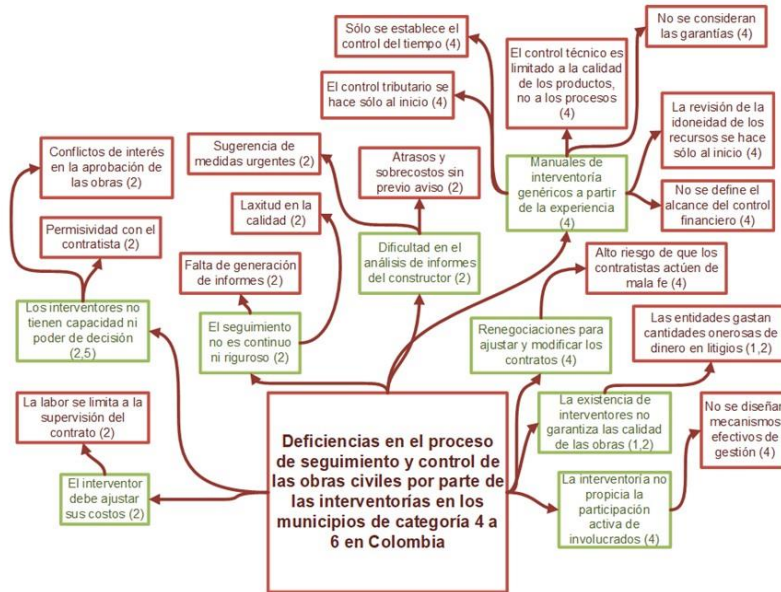 Sólo se establece el
control del tiempo (4)
No se consideran
las garantías (4)
El control técnico es
limitado a la calidad
de los productos,
no a los procesos
(4)
El control tributario se
hace sólo al inicio (4)
La revisión de la
idoneidad de los
recursos se hace
sólo al inicio (4)
Conflictos de interés
en la aprobación de
las obras (2)
Sugerencia de
medidas urgentes (2)
Atrasos y
sobrecostos sin
previo aviso (2)
Manuales de
interventoría
genéricos a partir
de la experiencia
(4)
No se define el
alcance del control
financiero (4)
Laxitud en la
calidad (2)
Permisividad con el
contratista (2)
Dificultad en el
análisis de informes
del constructor (2)
Falta de generación
de informes (2)
Alto riesgo de que los
contratistas actúen de
mala fe (4)
Los interventores no
tienen capacidad ni
poder de decisión
(2,5)
El seguimiento
no es continuo ni
riguroso (2)
Renegociaciones para
ajustar y modificar los
contratos (4)
Las entidades gastan
cantidades onerosas de
dinero en litigios (1,2)
La labor se limita a la
supervisión del
contrato (2)
La existencia de
interventores no
garantiza las calidad
de las obras (1,2)
No se diseñan
mecanismos
efectivos de
gestión (4)
El interventor
debe ajustar
sus costos (2)
Deficiencias en el proceso
de seguimiento y control de
las obras civiles por parte de
las interventorías en los
municipios de categoría 4 a
6 en Colombia
La interventoría no
propicia la
participación
activa de
involucrados (4)